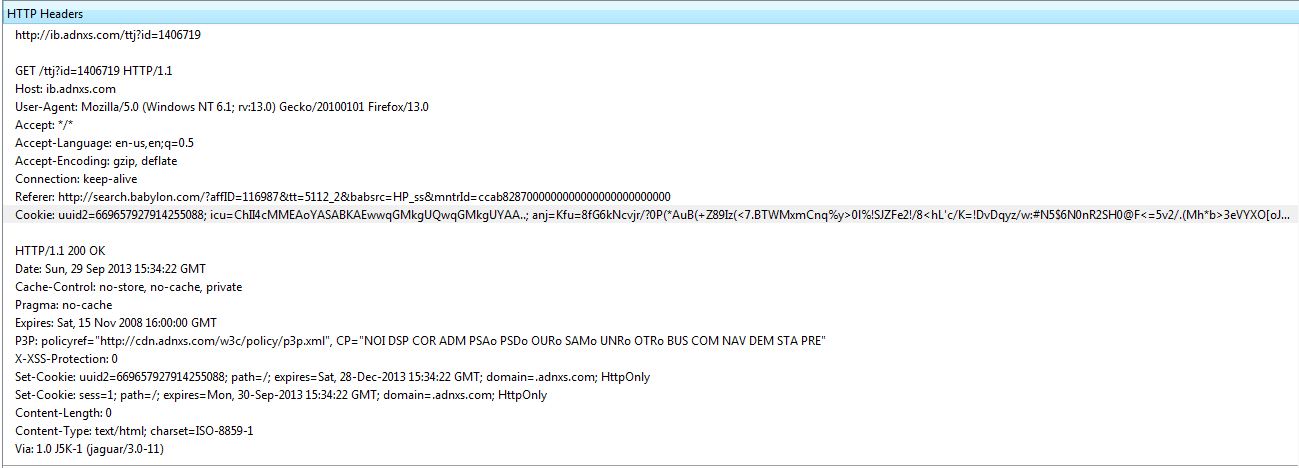 HTTP Headers
http://ib.adnxs.com/ttj?id=1406719
GET /ttj?id=1406719 HTTP/1.1
Host: ib.adnxs.com
User-Agent: Mozilla/5.0 (Windows NT 6.1; rv:13.0) Gecko/20100101 Firefox/13.0
Accept: */*
Accept-Language: en-us,en;q=0.5
Accept-Encoding: gzip, deflate
Connection: keep-alive
Referer: http://search.babylon.com/?affID=116987&tt=5112_2&babsrc=HP_ss&mntrId=ccab8287000000000000000000000000
Cookie: uuid2=669657927914255088; icu=ChII4cMMEAoYASABKAEwwqGMkgUQwqGMkgUYAA..; anj=Kfu=8fG6kNcvjr/?0P(*AuB(+Z89Iz(<7.BTWMxmCnq%y>0I%!SJZFe2!/8<hL'c/K=!DvDqyz/w:#N5$6N0nR2SH0@F<=5v2/.(Mh*b>3eVYXO[oJ...
HTTP/1.1 200 OK
Date: Sun, 29 Sep 2013 15:34:22 GMT
Cache-Control: no-store, no-cache, private
Pragma: no-cache
Expires: Sat, 15 Nov 2008 16:00:00 GMT
P3P: policyref="http://cdn.adnxs.com/w3c/policy/p3p.xml", CP="NOI DSP COR ADM PSAo PSDo OURo SAMo UNRo OTRo BUS COM NAV DEM STA PRE"
X-XSS-Protection: 0
Set-Cookie: uuid2=669657927914255088; path=/; expires=Sat, 28-Dec-2013 15:34:22 GMT; domain=.adnxs.com; HttpOnly
Set-Cookie: sess=1; path=/; expires=Mon, 30-Sep-2013 15:34:22 GMT; domain=.adnxs.com; HttpOnly
Content-Length: 0
Content-Type: text/html; charset=ISO-8859-1
Via: 1.0 J5K-1 (jaguar/3.0-11)